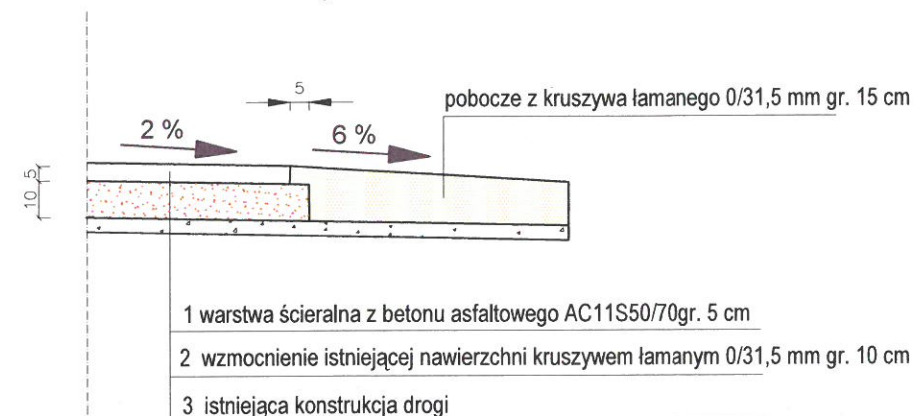 5
pobocze z kruszywa łamanego 0/31,5 mm gr. 15 cm
2 %
6 %
5
10
1 warstwa ścieralna z betonu asfaltowego AC11S50/70gr. 5 cm
2 wzmocnienie istniejącej nawierzchni kruszywem łamanym 0/31,5 mm gr. 10 cm
3 istniejąca konstrukcja drogi